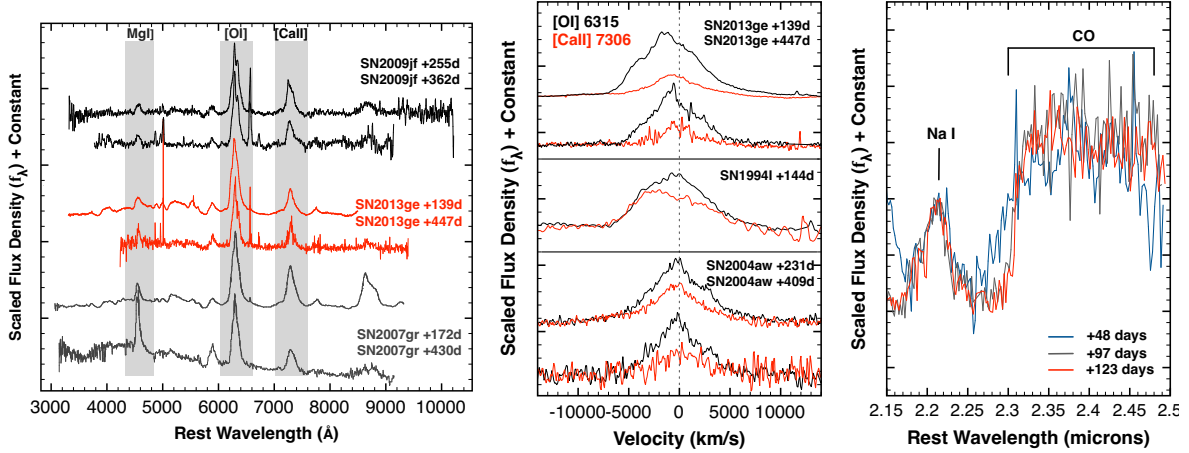 Scaled Flux Density (fλ) + Constant
MgI]
[OI]
[CaII]
SN2009jf +255d
SN2009jf +362d
SN2013ge +139d
SN2013ge +447d
SN2007gr +172d
SN2007gr +430d
3000 4000 5000 6000 7000 8000 9000 10000
Rest Wavelength (Å)
Scaled Flux Density (fλ) + Constant
[OI] 6315
[CaII] 7306
SN2013ge +139d
SN2013ge +447d
SN1994I +144d
SN2004aw +231d
SN2004aw +409d
-10000 -5000 0 5000 10000
Velocity (km/s)
Scaled Flux Density (fλ) + Constant
CO
Na I
+48 days
+97 days
+123 days
2.15 2.2 2.25 2.3 2.35 2.4 2.45 2.5
Rest Wavelength (microns)